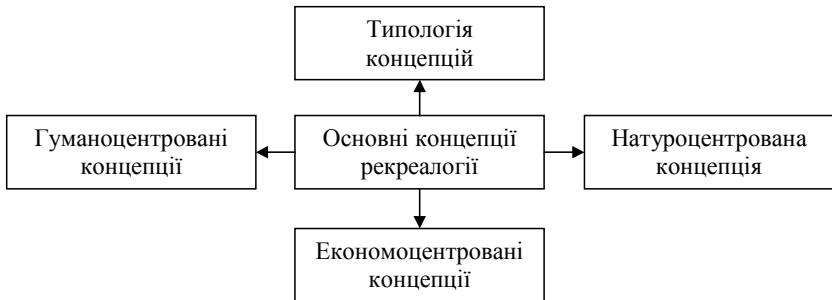 Типологія
концепцій
Гуманоцентровані
концепції
Основні концепції
рекреалогії
Натуроцентрована
концепція
Економоцентровані
концепції